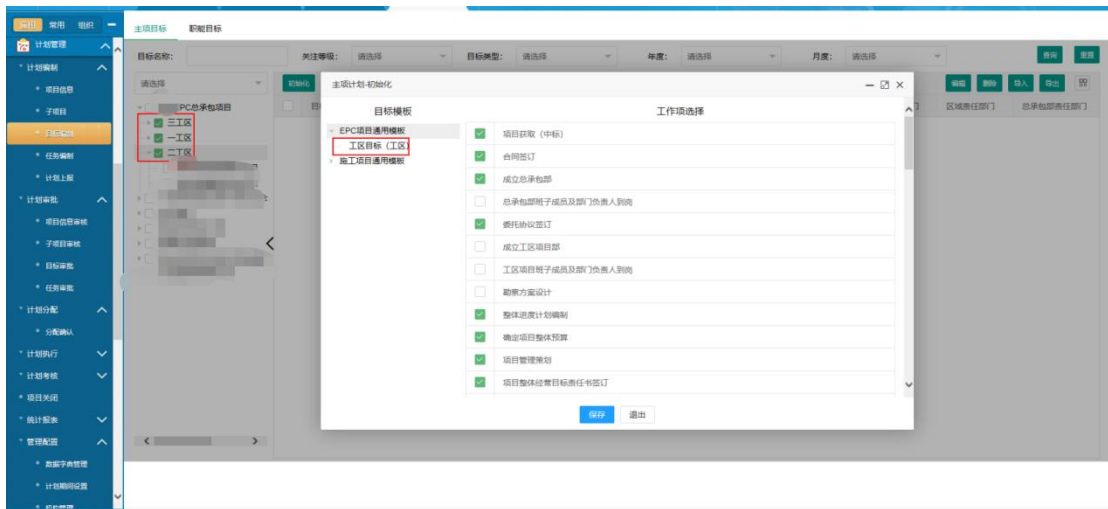 常用 组织
计划管理
计划编制
项目信息
子项目
目标编制
任务编制
计划上报
计划审批
项目信息审核
子项目审核
目标审批
任务审批
计划分配
分配确认
计划执行
计划考核
项目关闭
统计报表
管理配置
数据字典管理
计划期间设置
主项目标 职能目标
目标名称: 关注等级: 请选择 目标类型: 请选择 年度: 请选择 月度: 请选择 查询 重置
请选择 初始化 编辑 删除 导入 导出
区域责任部门 总承包部责任部门
PC总承包项目
三工区
一工区
二工区
主项计划-初始化
目标模板
EPC项目通用模板
工区目标（工区）
施工项目通用模板
工作项选择
项目获取（中标）
合同签订
成立总承包部
总承包部班子成员及部门负责人到岗
委托协议签订
成立工区项目部
工区项目班子成员及部门负责人到岗
勘察方案设计
整体进度计划编制
确定项目整体预算
项目管理策划
项目整体经营目标责任书签订
保存 退出